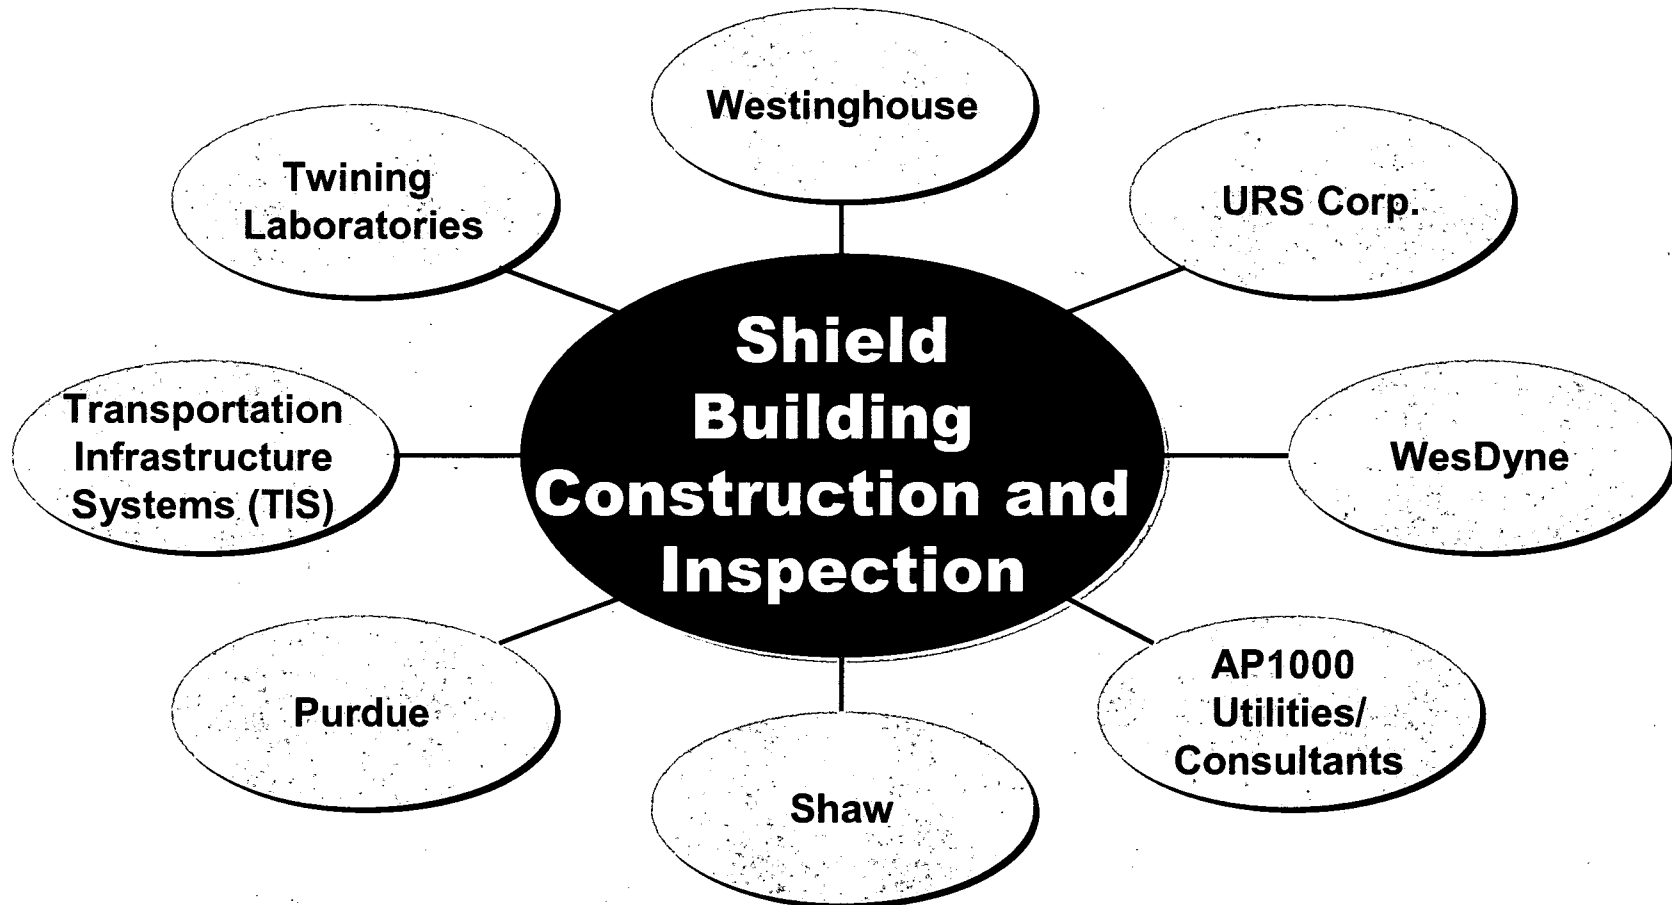 Westinghouse
Twining
Laboratories
URS Corp.
Shield
Building
Construction and
Inspection
Transportation
Infrastructure
Systems (TIS)
WesDyne
Purdue
AP1000
Utilities/
Consultants
Shaw